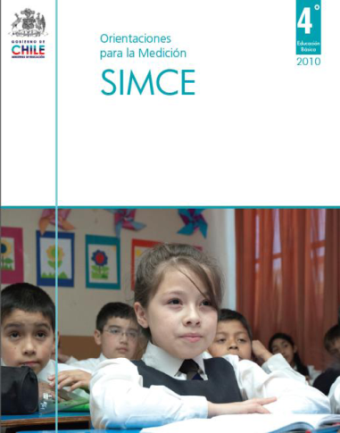 GOBIERNO DE
CHILE
Orientaciones
para la Medición
SIMCE
4°
Educación
Básica
2010